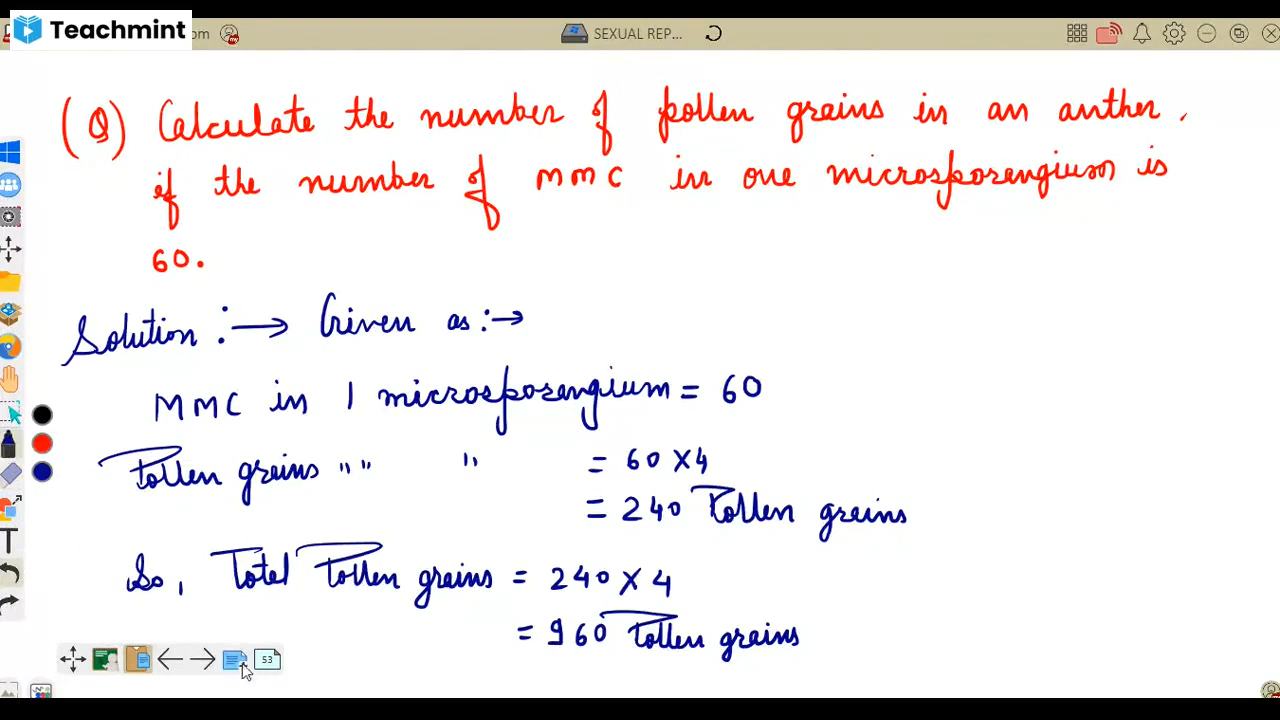 Teachmint
om
SEXUAL REP...
(Q) Calculate the number of pollen grains in an anther,
if the number of MMC in one microsporangium is
60.
Solution :→ Given as :→
MMC in 1 microsporangium = 60
Pollen grains " " " = 60 x 4
= 240 Pollen grains
So, Total Pollen grains = 240 x 4
= 960 Pollen grains
53